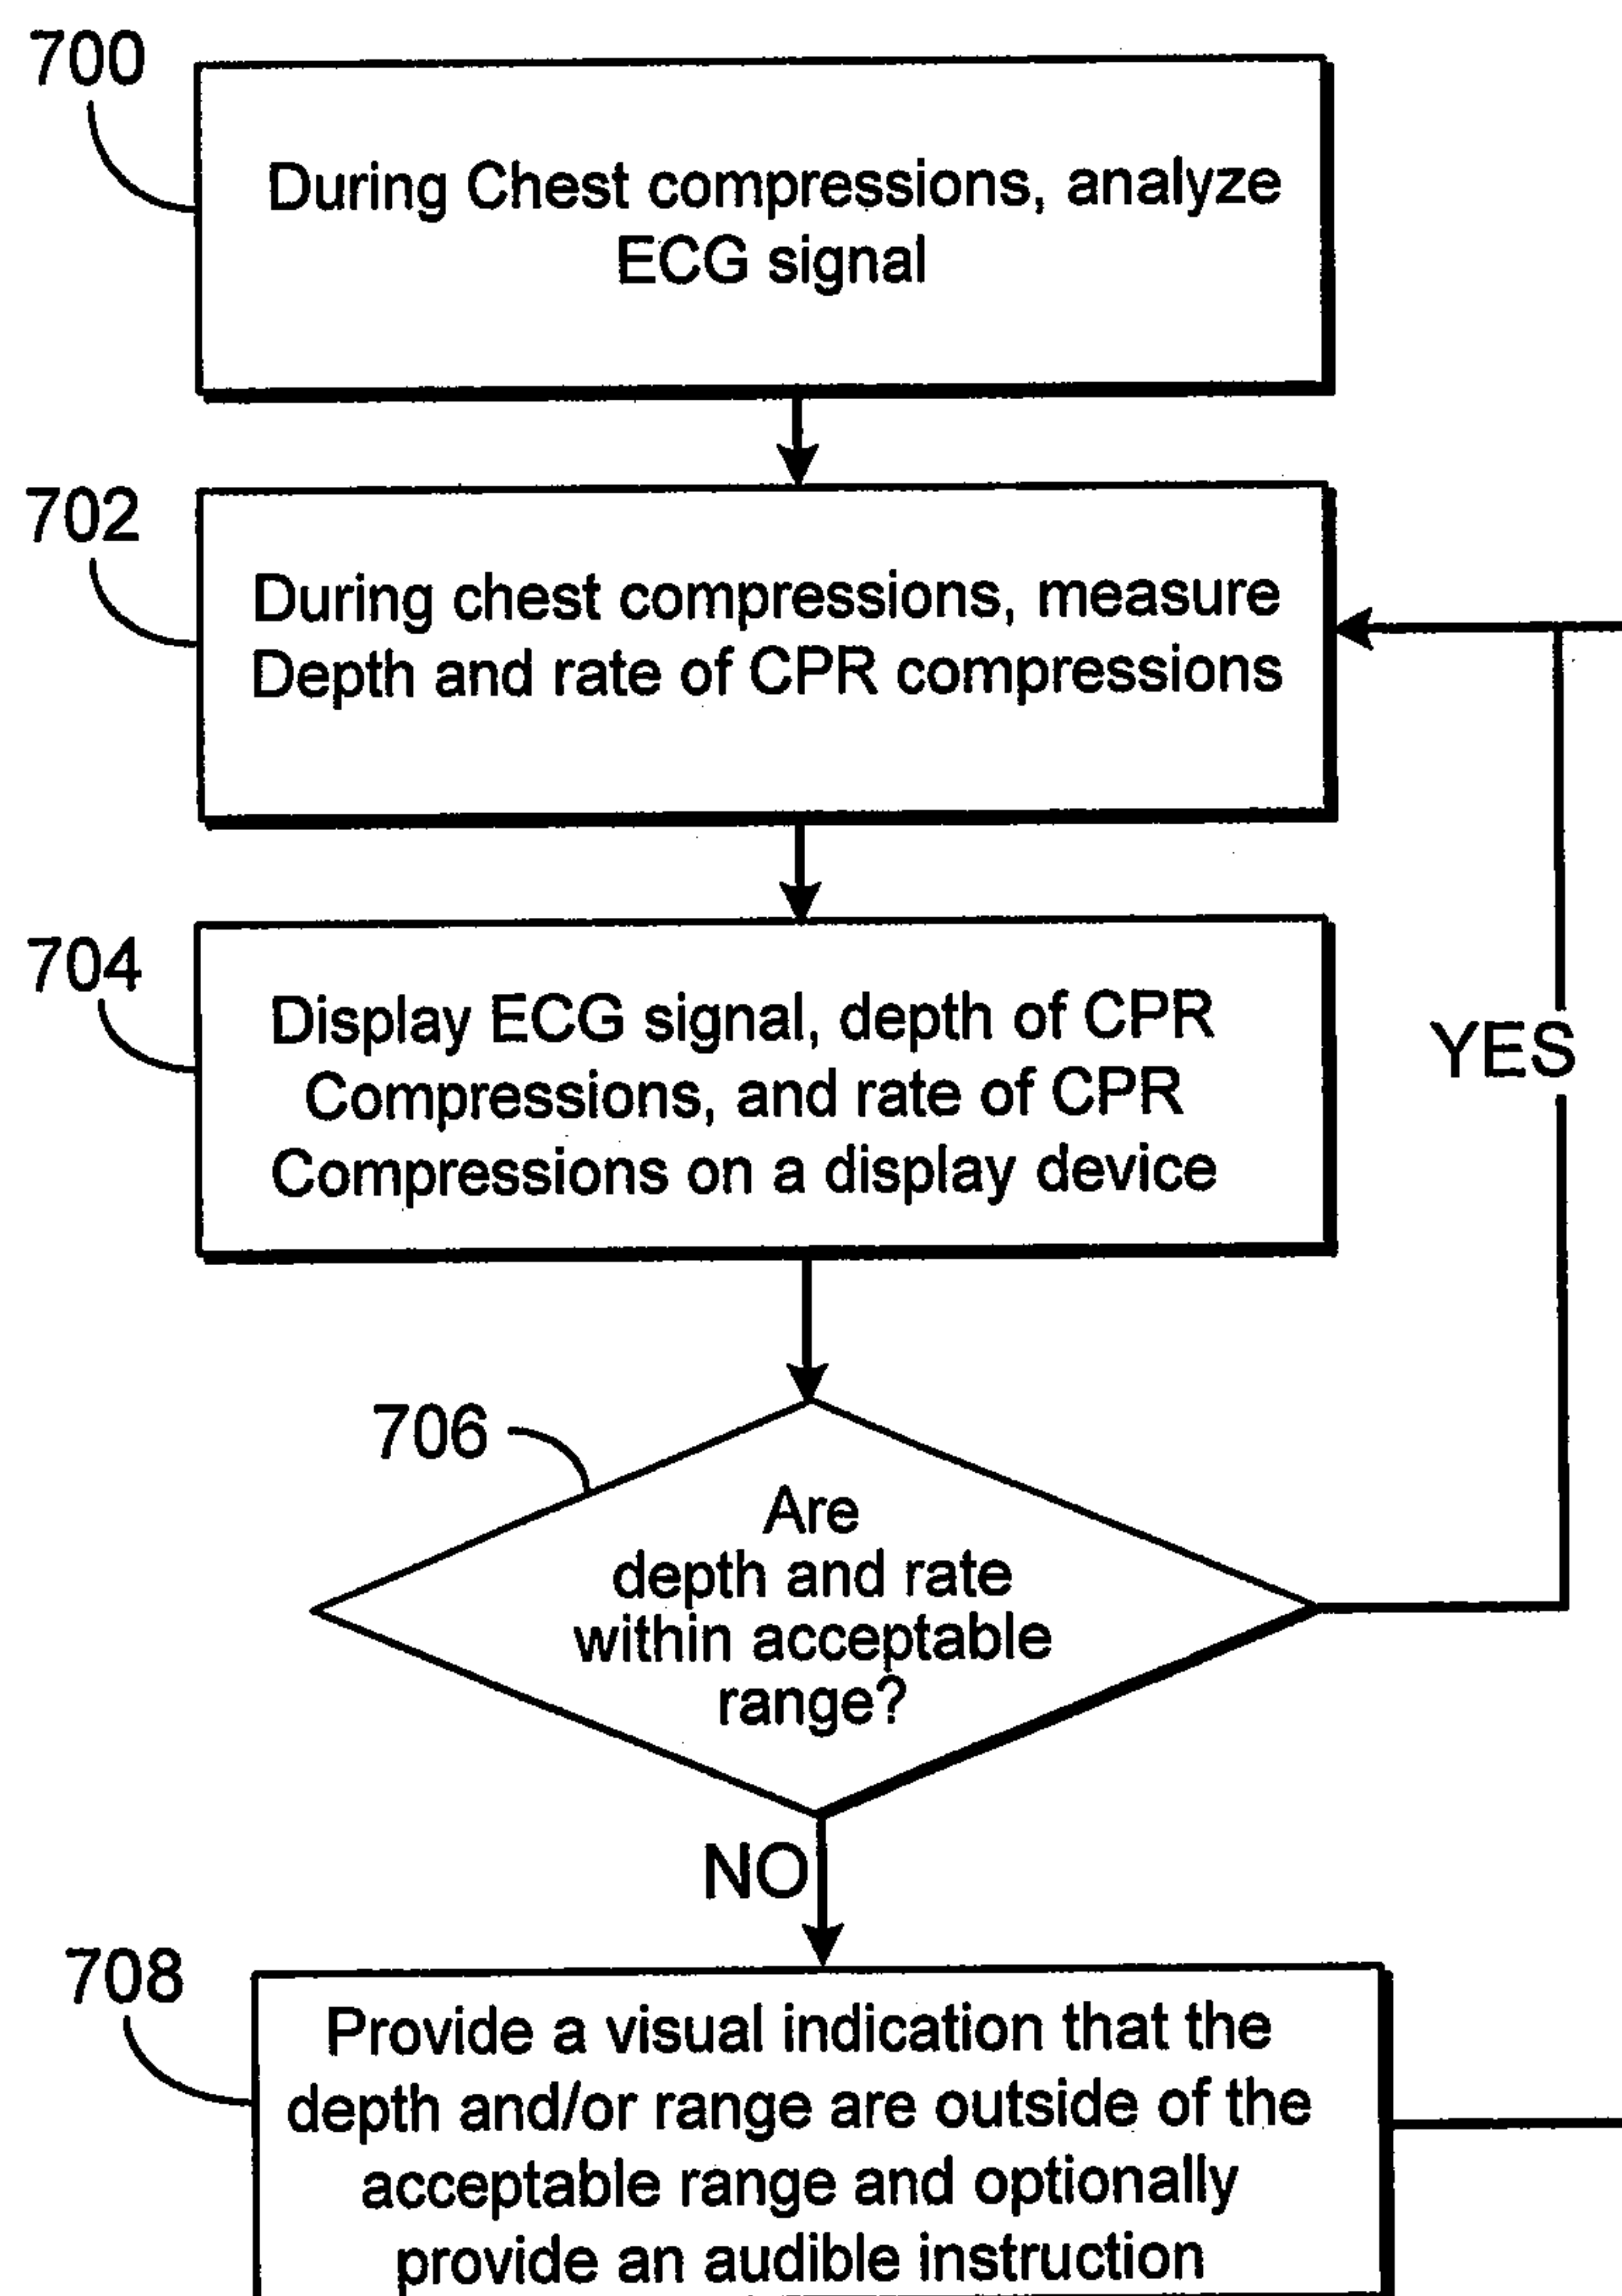 700
During Chest compressions, analyze
ECG signal
702
During chest compressions, measure
Depth and rate of CPR compressions
704
Display ECG signal, depth of CPR
Compressions, and rate of CPR
Compressions on a display device
YES
706
Are
depth and rate
within acceptable
range?
NO
708
Provide a visual indication that the
depth and/or range are outside of the
acceptable range and optionally
provide an audible instruction